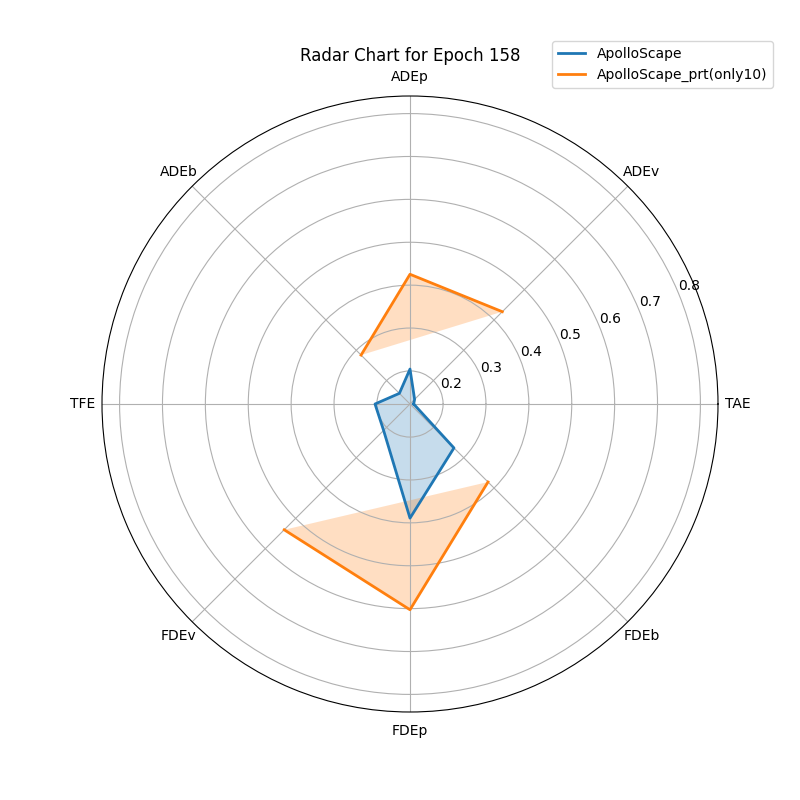 Radar Chart for Epoch 158
ApolloScape
ApolloScape_prt(only10)
ADEp
ADEb
ADEv
0.8
0.7
0.6
0.5
0.4
0.3
0.2
TFE
TAE
FDEv
FDEb
FDEp